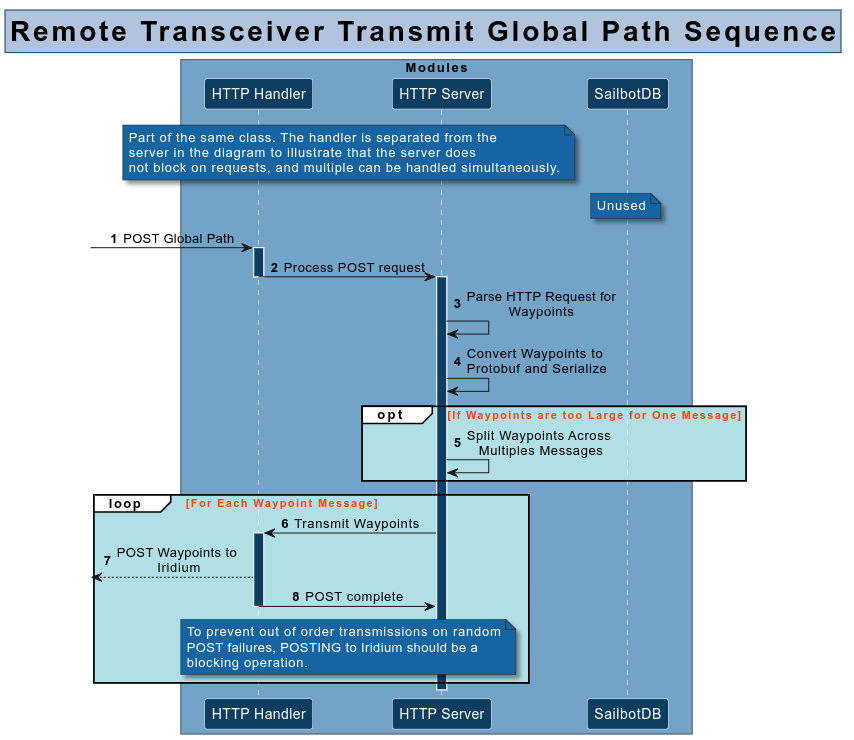 Remote Transceiver Transmit Global Path Sequence
Modules
HTTP Handler
HTTP Server
SailbotDB
Part of the same class. The handler is separated from the
server in the diagram to illustrate that the server does
not block on requests, and multiple can be handled simultaneously.
Unused
1 POST Global Path
2 Process POST request
3 Parse HTTP Request for
Waypoints
4 Convert Waypoints to
Protobuf and Serialize
opt [If Waypoints are too Large for One Message]
5 Split Waypoints Across
Multiples Messages
loop [For Each Waypoint Message]
6 Transmit Waypoints
7 POST Waypoints to
Iridium
8 POST complete
To prevent out of order transmissions on random
POST failures, POSTING to Iridium should be a
blocking operation.
HTTP Handler
HTTP Server
SailbotDB